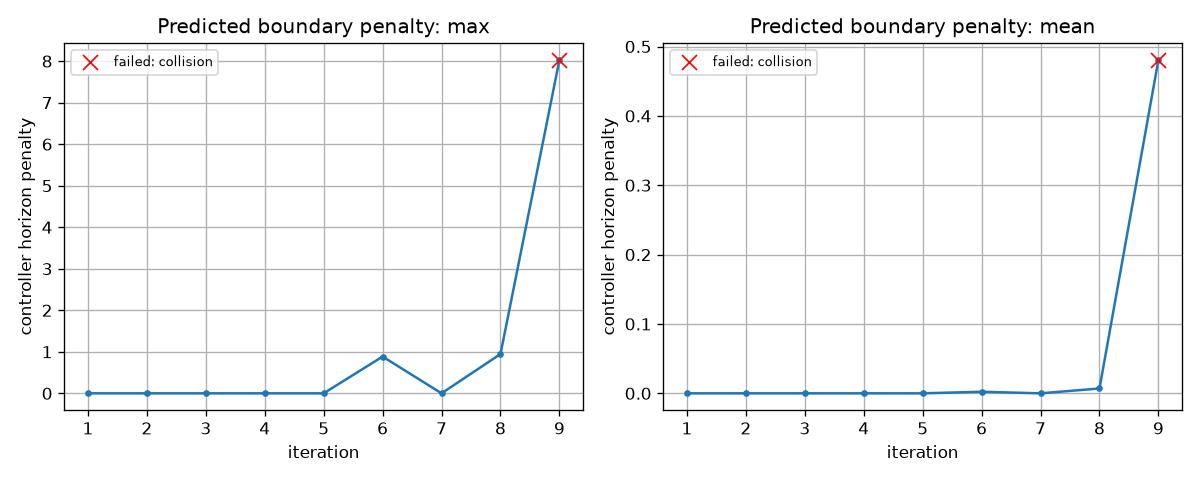 Predicted boundary penalty: max
failed: collision
controller horizon penalty
8
7
6
5
4
3
2
1
0
1 2 3 4 5 6 7 8 9
iteration
Predicted boundary penalty: mean
failed: collision
controller horizon penalty
0.5
0.4
0.3
0.2
0.1
0.0
1 2 3 4 5 6 7 8 9
iteration